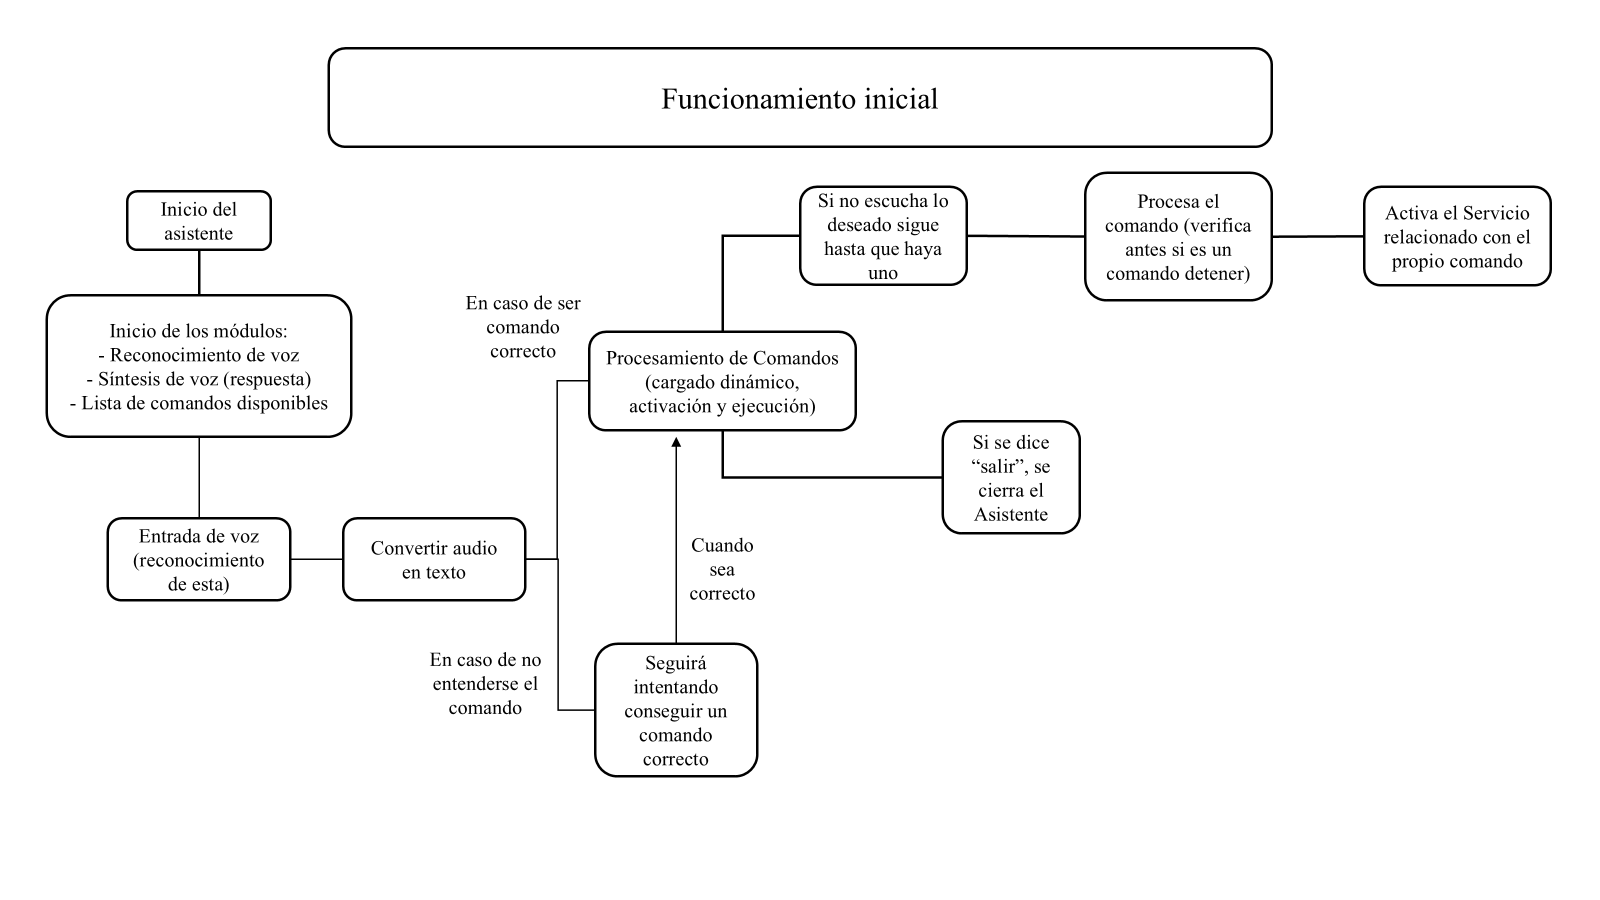 Funcionamiento inicial
Inicio del
asistente
Inicio de los módulos:
- Reconocimiento de voz
- Síntesis de voz (respuesta)
- Lista de comandos disponibles
Entrada de voz
(reconocimiento
de esta)
Convertir audio
en texto
En caso de ser
comando
correcto
Procesamiento de Comandos
(cargado dinámico,
activación y ejecución)
Si no escucha lo
deseado sigue
hasta que haya
uno
Procesa el
comando (verifica
antes si es un
comando detener)
Activa el Servicio
relacionado con el
propio comando
Si se dice
“salir”, se
cierra el
Asistente
Cuando
sea
correcto
En caso de no
entenderse el
comando
Seguirá
intentando
conseguir un
comando
correcto